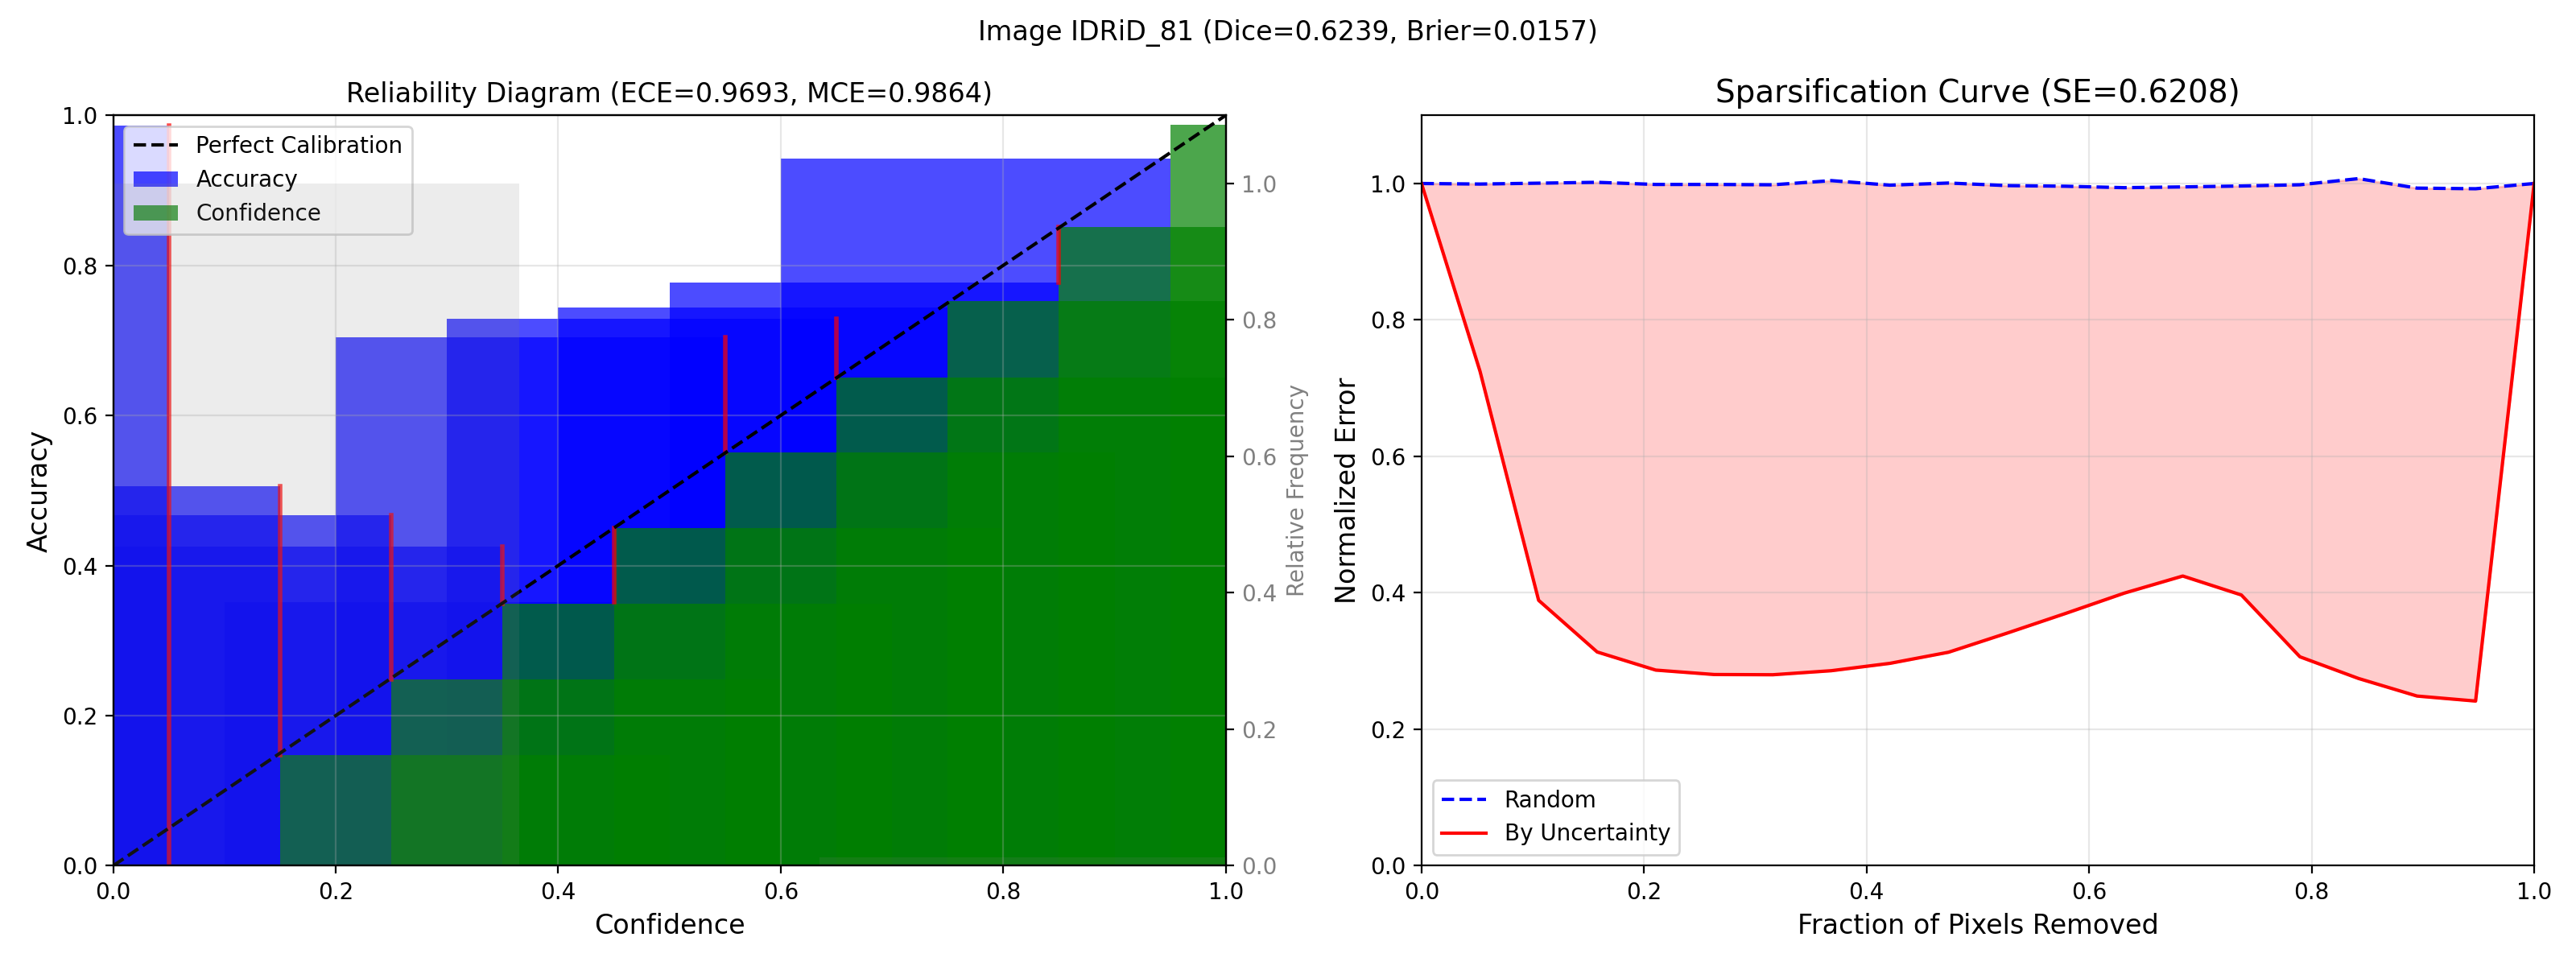 Image IDRiD_81 (Dice=0.6239, Brier=0.0157)
Reliability Diagram (ECE=0.9693, MCE=0.9864)
Perfect Calibration
Accuracy
Confidence
1.0
0.8
0.6
0.4
0.2
0.0
Accuracy
0.0
0.2
0.4
0.6
0.8
1.0
Confidence
1.0
0.8
0.6
0.4
0.2
0.0
Relative Frequency
Sparsification Curve (SE=0.6208)
1.0
0.8
0.6
0.4
0.2
0.0
Normalized Error
Random
By Uncertainty
0.0
0.2
0.4
0.6
0.8
1.0
Fraction of Pixels Removed